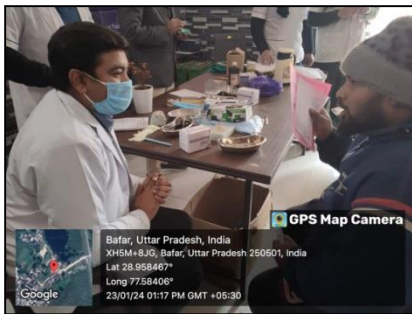 GPS Map Camera
Bafar, Uttar Pradesh, India
XH5M+8JG, Bafar, Uttar Pradesh 250501, India
Lat 28.958467°
Long 77.58406°
23/01/24 01:17 PM GMT +05:30
Google